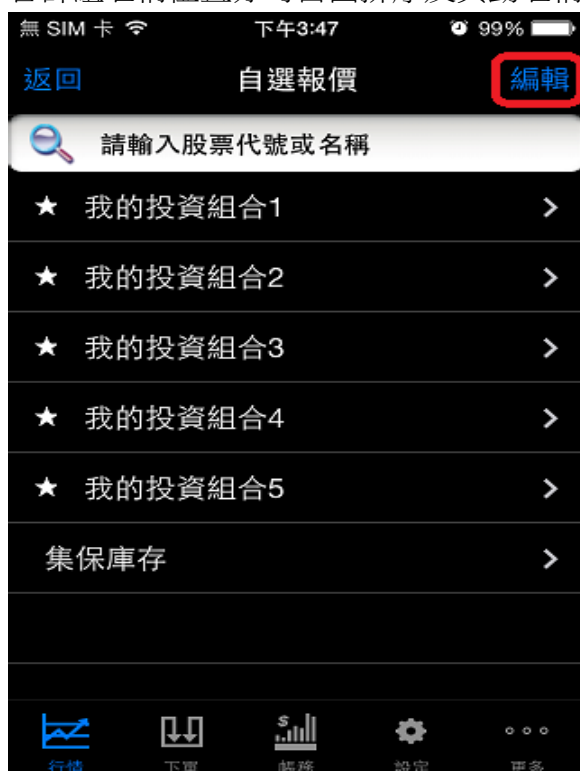 無 SIM 卡 下午3:47 99%
返回 自選報價 編輯
請輸入股票代號或名稱
★ 我的投資組合1 >
★ 我的投資組合2 >
★ 我的投資組合3 >
★ 我的投資組合4 >
★ 我的投資組合5 >
集保庫存 >
行情 下單 帳務 設定 更多